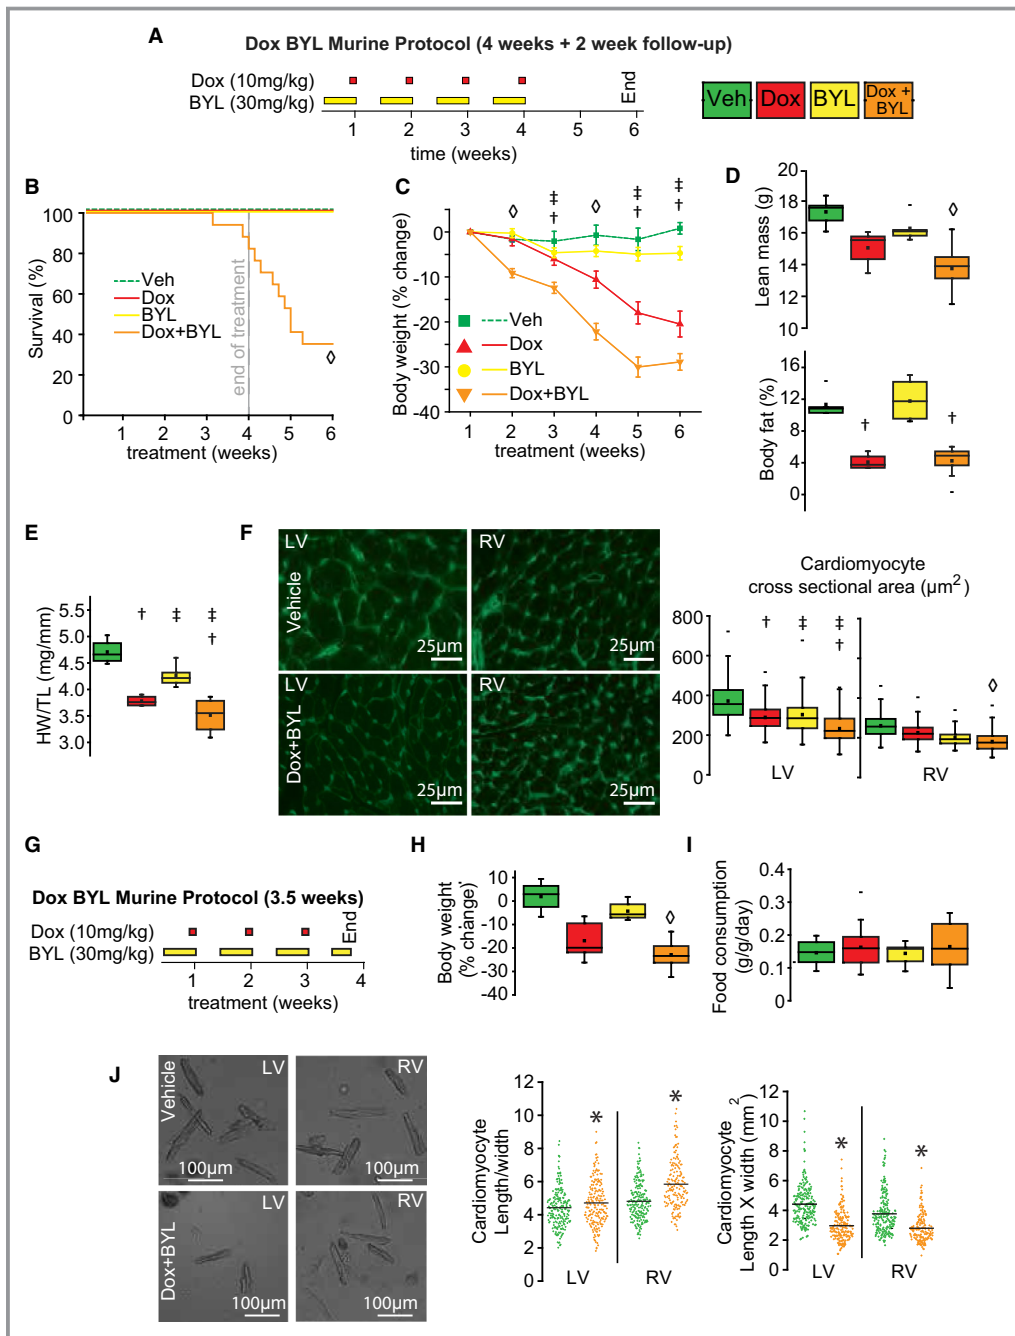 A
Dox BYL Murine Protocol (4 weeks + 2 week follow-up)
Dox (10mg/kg)
BYL (30mg/kg)
End
1 2 3 4 5 6
time (weeks)
Veh Dox BYL Dox + BYL
B
Survival (%)
100
80
60
40
20
0
Veh
Dox
BYL
Dox+BYL
end of treatment
◊
1 2 3 4 5 6
treatment (weeks)
C
Body weight (% change)
0
-10
-20
-30
-40
◊ ‡ † ◊ ‡ † ‡ †
Veh
Dox
BYL
Dox+BYL
1 2 3 4 5 6
treatment (weeks)
D
Lean mass (g)
20
18
16
14
10
◊
Body fat (%)
12
8
4
0
† †
E
HW/TL (mg/mm)
5.5
5.0
4.5
4.0
3.5
3.0
† ‡ ‡ †
F
LV RV
Vehicle
25µm 25µm
LV RV
Dox+BYL
25µm 25µm
Cardiomyocyte
cross sectional area (µm2)
800
600
400
200
0
† ‡ ‡ † ◊
LV RV
G
Dox BYL Murine Protocol (3.5 weeks)
Dox (10mg/kg)
BYL (30mg/kg)
End
1 2 3 4
treatment (weeks)
H
Body weight
(% change)
10
0
-10
-20
-30
-40
◊
I
Food consumption
(g/g/day)
0.4
0.3
0.2
0.1
0
J
Vehicle LV RV
100µm 100µm
Dox+BYL LV RV
100µm 100µm
Cardiomyocyte
Length/width
12
10
8
6
4
2
0
* *
LV RV
Cardiomyocyte
Length X width (mm2)
12
10
8
6
4
2
0
* *
LV RV